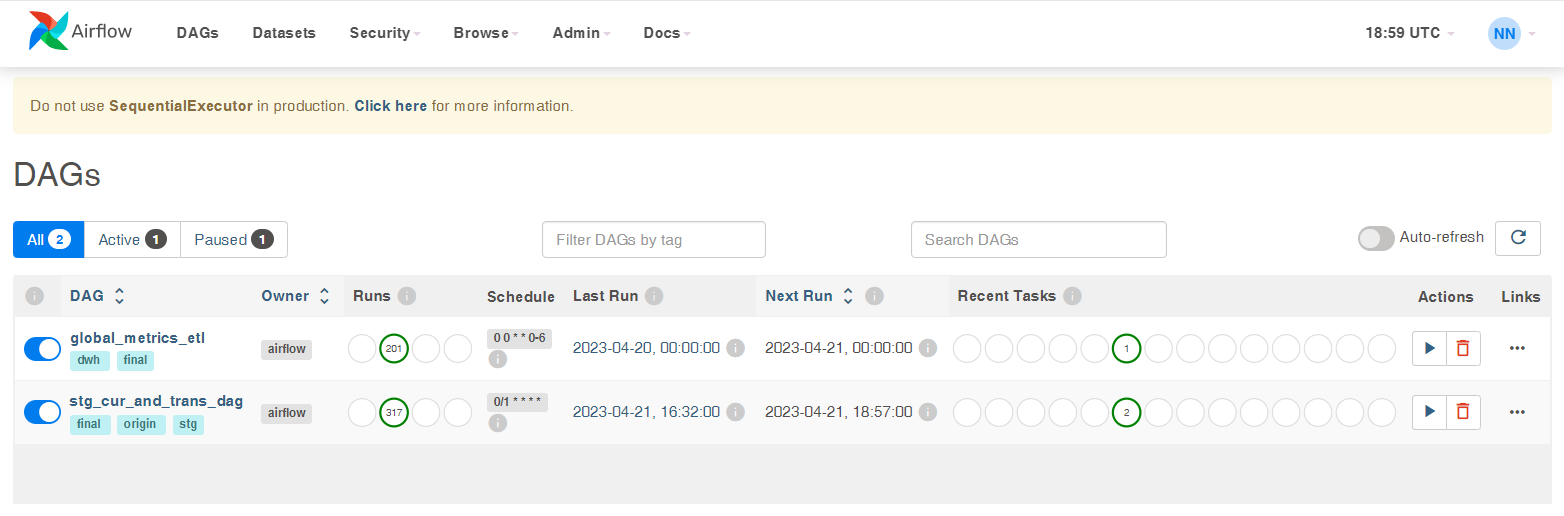 Airflow DAGs Datasets Security Browse Admin Docs 18:59 UTC NN
Do not use SequentialExecutor in production. Click here for more information.
DAGs
All 2 Active 1 Paused 1 Filter DAGs by tag Search DAGs Auto-refresh
i DAG Owner Runs i Schedule Last Run i Next Run i Recent Tasks i Actions Links
global_metrics_etl airflow 201 0 0 * * 0-6 i 2023-04-20, 00:00:00 i 2023-04-21, 00:00:00 i 1
dwh final
stg_cur_and_trans_dag airflow 317 0/1 * * * * i 2023-04-21, 16:32:00 i 2023-04-21, 18:57:00 i 2
final origin stg